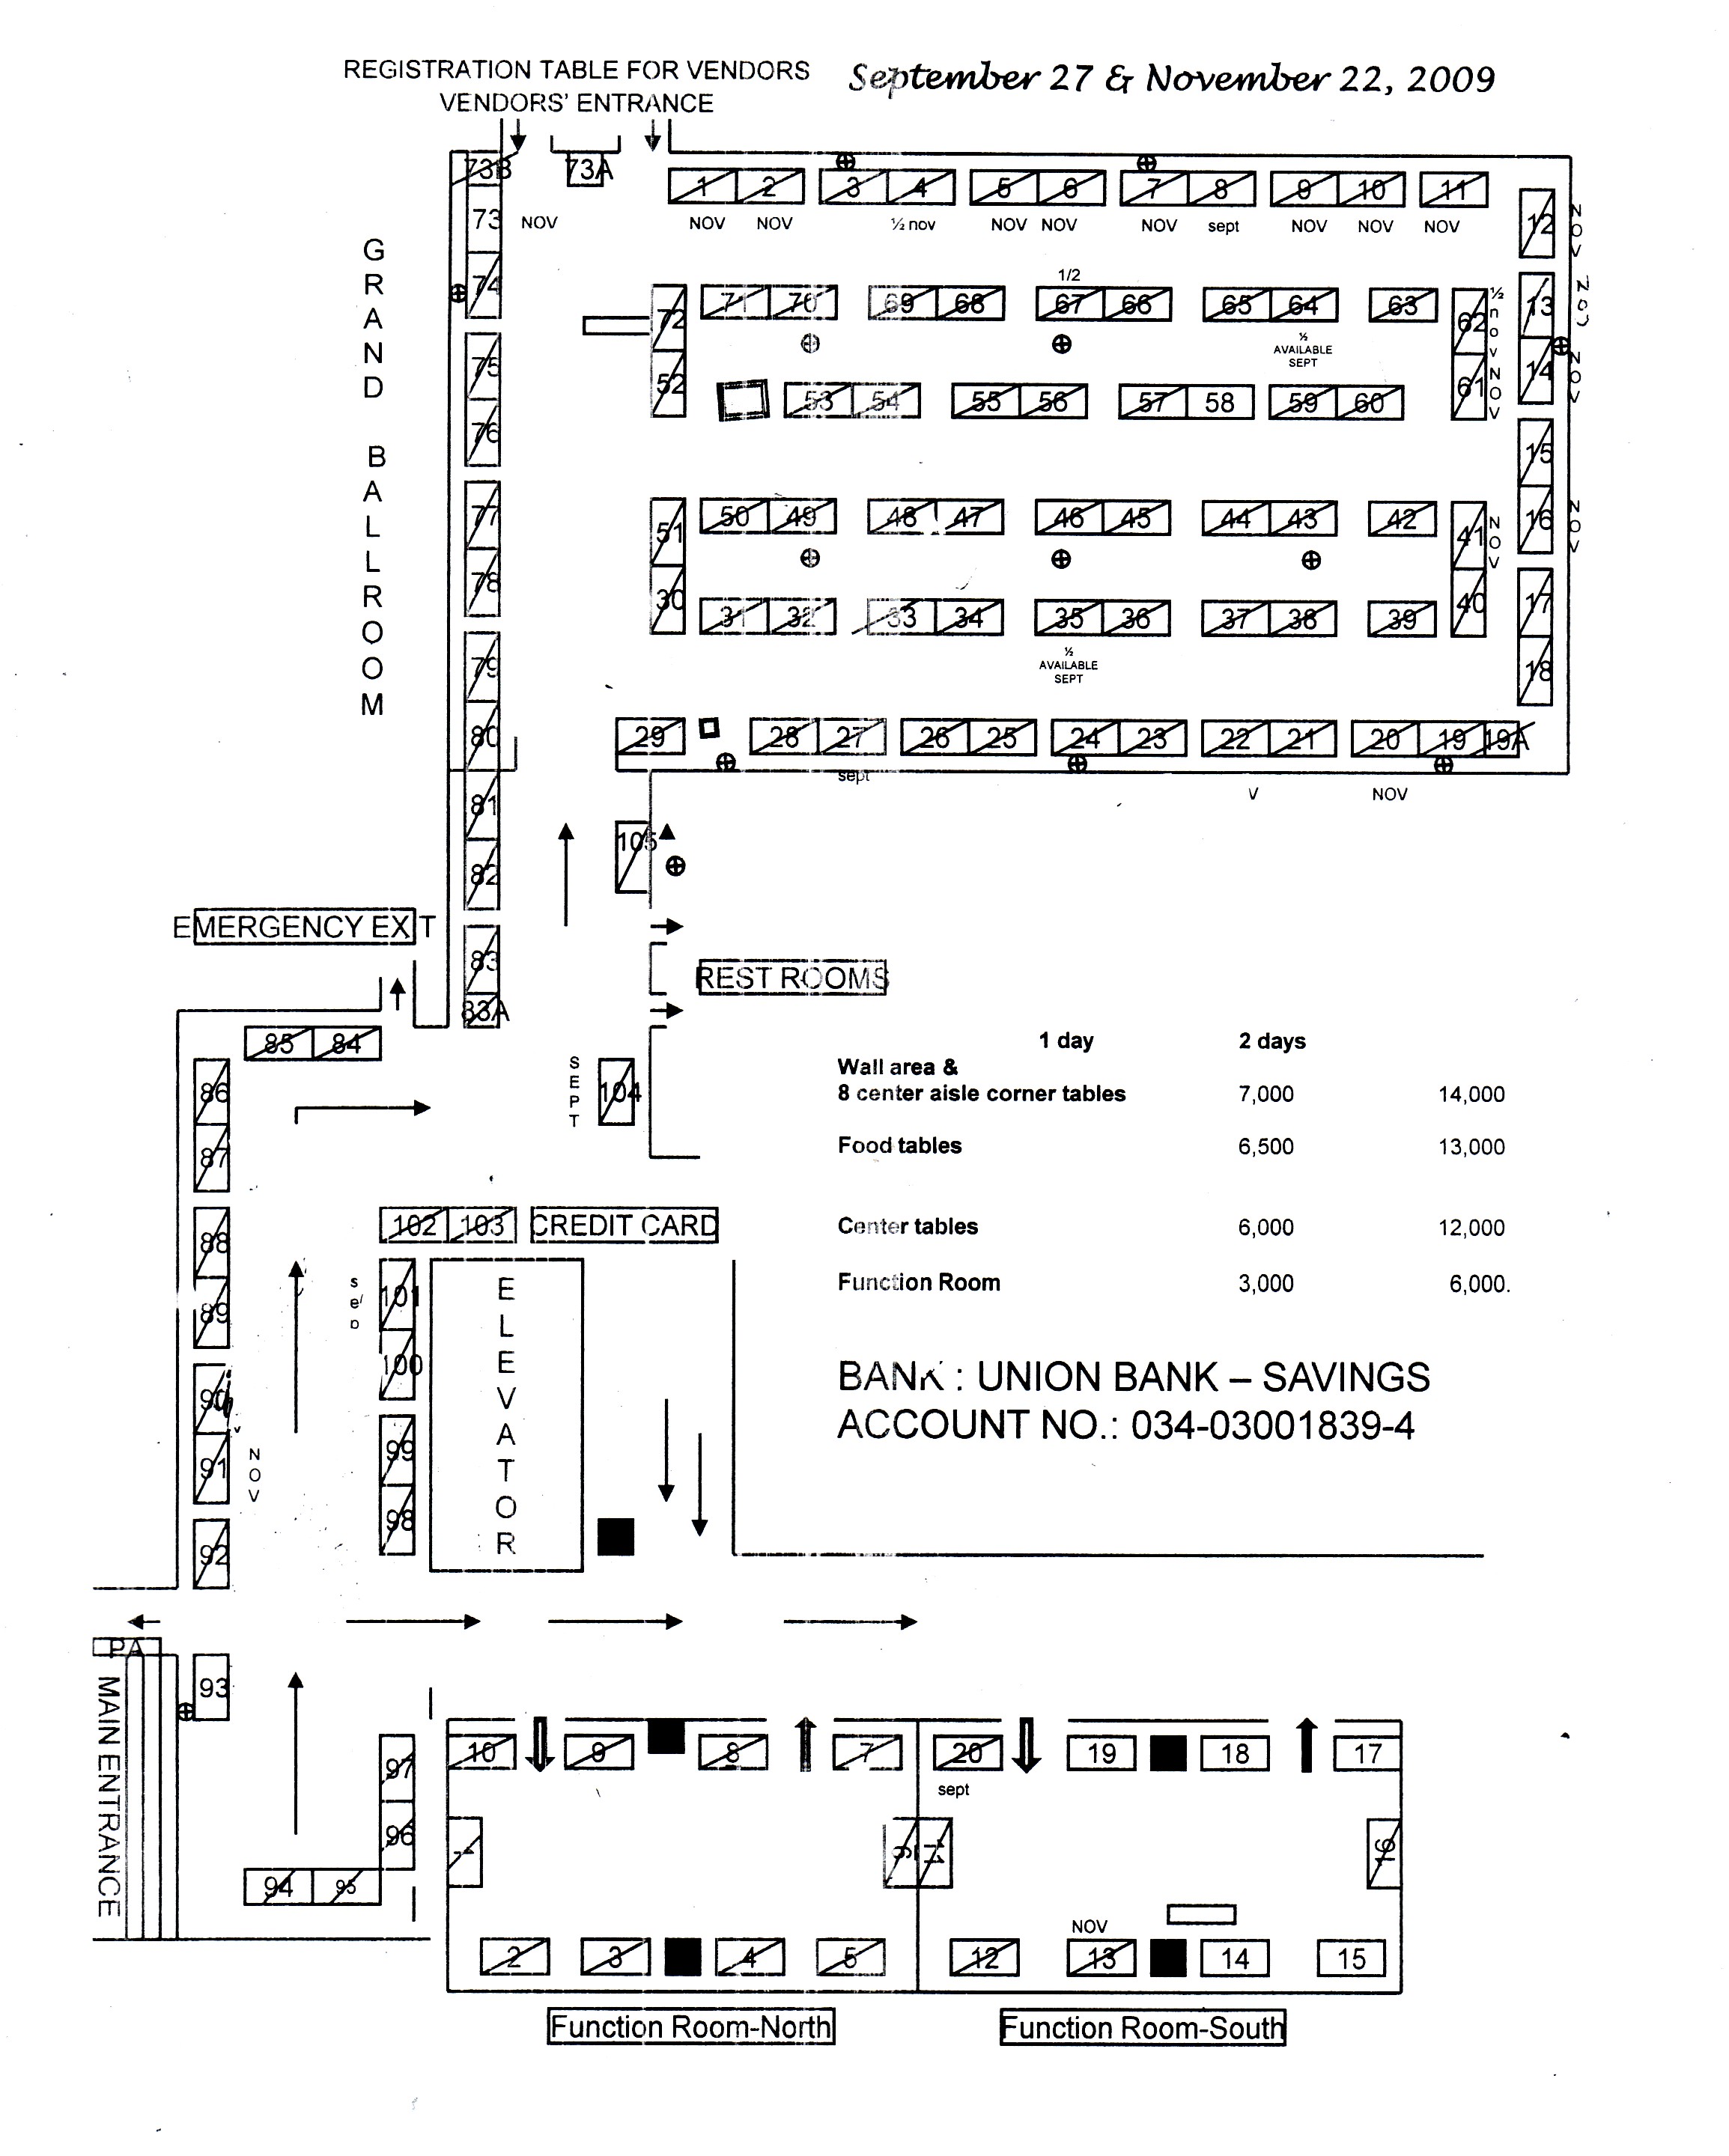 REGISTRATION TABLE FOR VENDORS
VENDORS' ENTRANCE
September 27 & November 22, 2009
73B
73A
1 2 3 4 5 6 7 8 9 10 11
73
NOV
NOV NOV ½ nov NOV NOV NOV sept NOV NOV NOV
12
NOV
GRAND BALLROOM
74
1/2
72
71 70 69 68 67 66 65 64 63
62
½ nov
13
NOV
½
AVAILABLE
SEPT
75
52
53 54 55 56 57 58 59 60
61
NOV
14
NOV
76
15
77
51
50 49 48 47 46 45 44 43 42
41
NOV
16
NOV
78
30
31 32 33 34 35 36 37 38 39
40
17
½
AVAILABLE
SEPT
79
18
80
29 28 27 26 25 24 23 22 21 20 19 19A
sept
V
NOV
81
105
82
EMERGENCY EXIT
83
REST ROOMS
83A
85 84
86
SEPT
104
87
1 day 2 days
Wall area &
8 center aisle corner tables 7,000 14,000
Food tables 6,500 13,000
Center tables 6,000 12,000
Function Room 3,000 6,000.
88
102 103
CREDIT CARD
89
sep
101
ELEVATOR
100
90
BANK : UNION BANK – SAVINGS
ACCOUNT NO.: 034-03001839-4
91
NOV
99
98
92
PA
MAIN ENTRANCE
93
97
96
94 95
10 9 8 7 20 19 18 17
sept
1 6 11 16
NOV
2 3 4 5 12 13 14 15
Function Room-North
Function Room-South